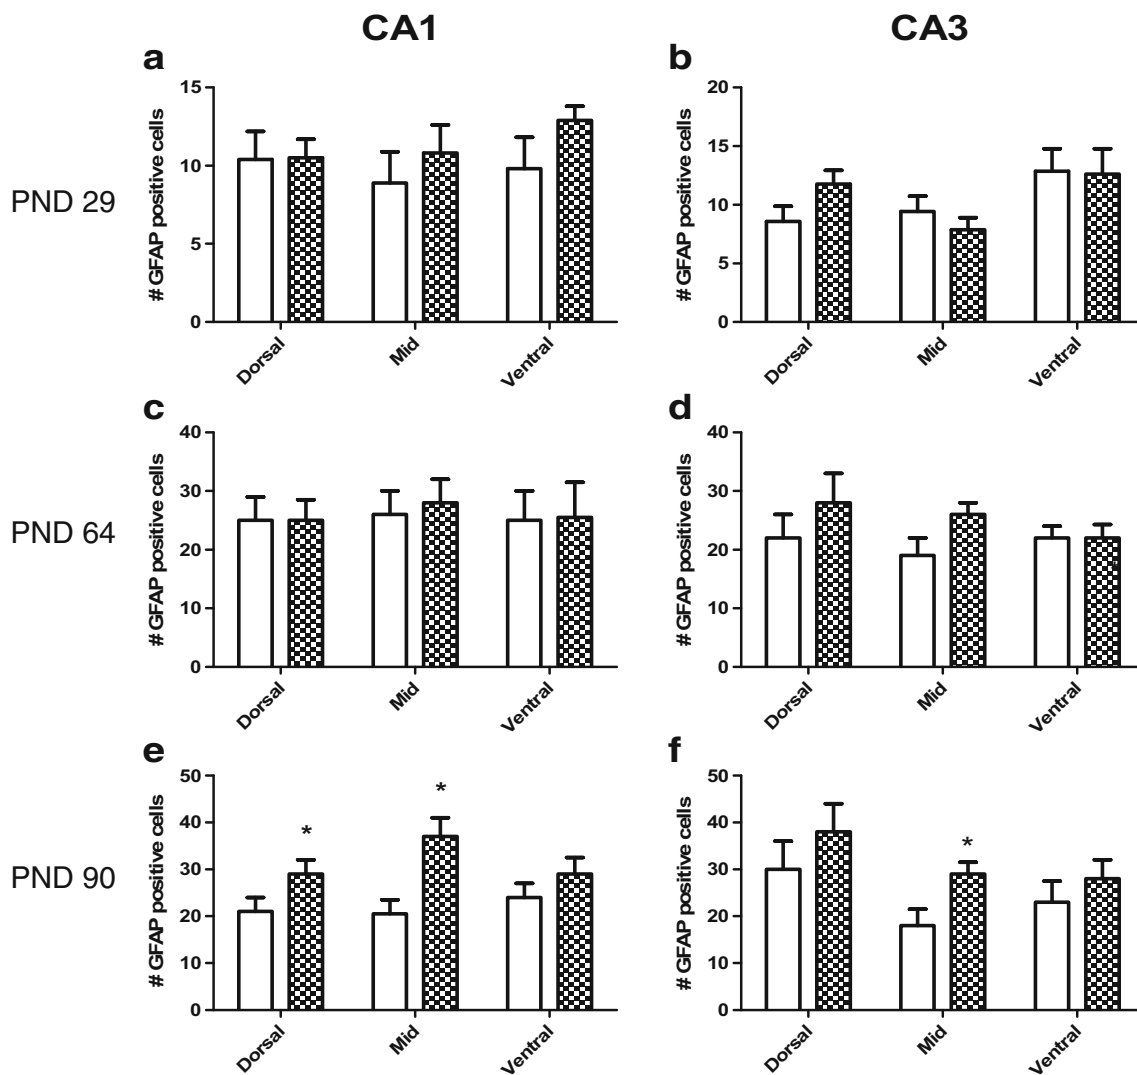 CA1 CA3
a b
PND 29
# GFAP positive cells
15
10
5
0
Dorsal Mid Ventral
# GFAP positive cells
20
15
10
5
0
Dorsal Mid Ventral
c d
PND 64
# GFAP positive cells
40
30
20
10
0
Dorsal Mid Ventral
# GFAP positive cells
40
30
20
10
0
Dorsal Mid Ventral
e f
PND 90
# GFAP positive cells
50
40
30
20
10
0
* *
Dorsal Mid Ventral
# GFAP positive cells
50
40
30
20
10
0
*
Dorsal Mid Ventral